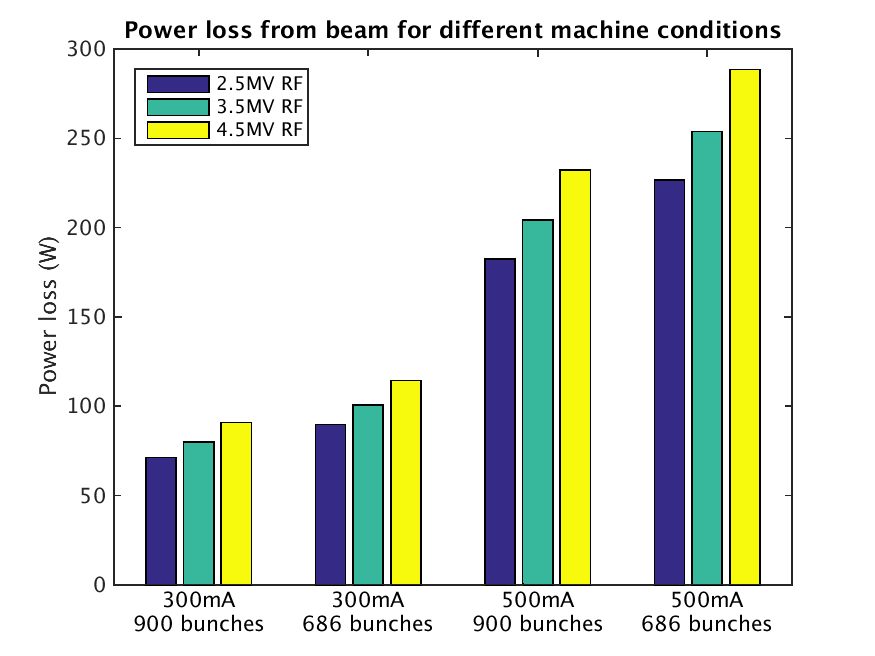 Power loss from beam for different machine conditions
300
250
200
150
100
50
0
Power loss (W)
2.5MV RF
3.5MV RF
4.5MV RF
300mA
900 bunches
300mA
686 bunches
500mA
900 bunches
500mA
686 bunches